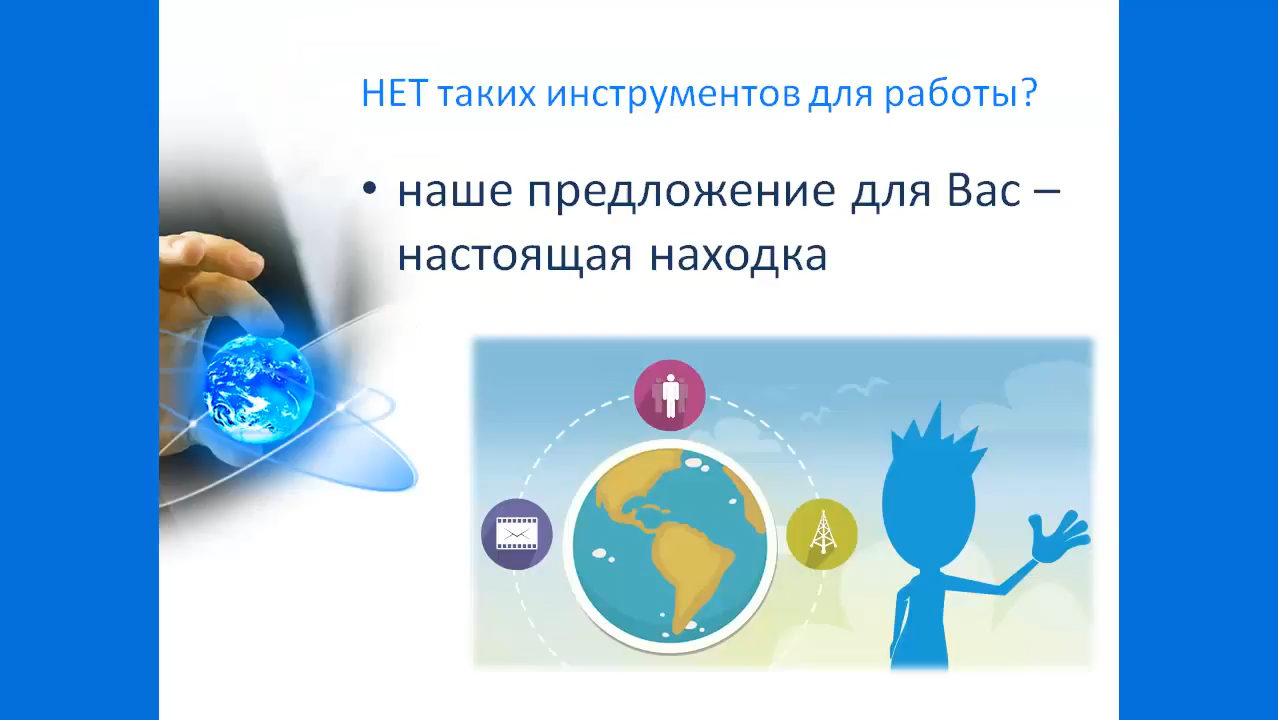 НЕТ таких инструментов для работы?
• наше предложение для Вас –
настоящая находка